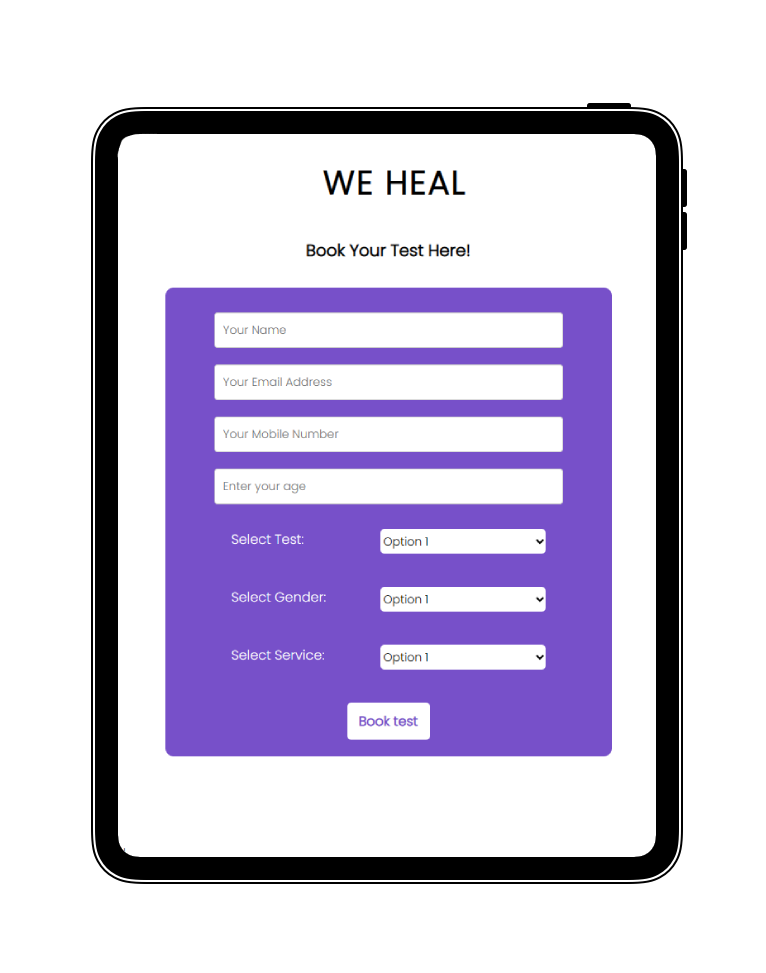 WE HEAL
Book Your Test Here!
Your Name
Your Email Address
Your Mobile Number
Enter your age
Select Test: Option 1
Select Gender: Option 1
Select Service: Option 1
Book test